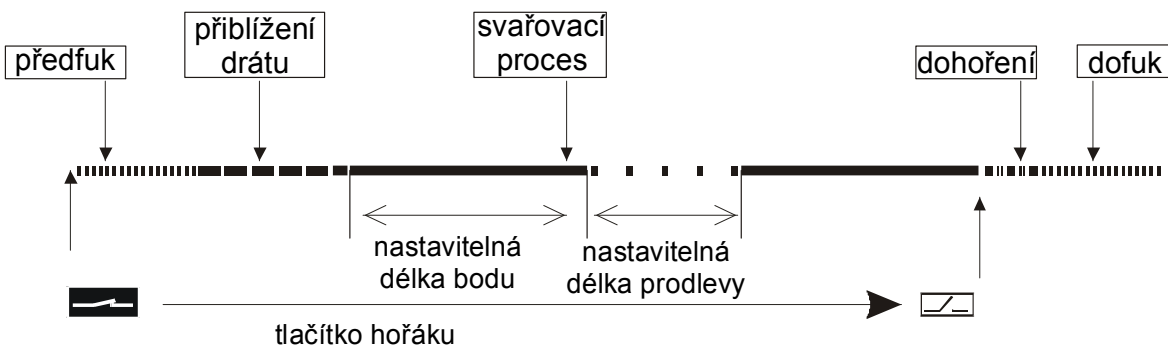 předfuk
přiblížení
drátu
svařovací
proces
dohoření
dofuk
nastavitelná
délka bodu
nastavitelná
délka prodlevy
tlačítko hořáku